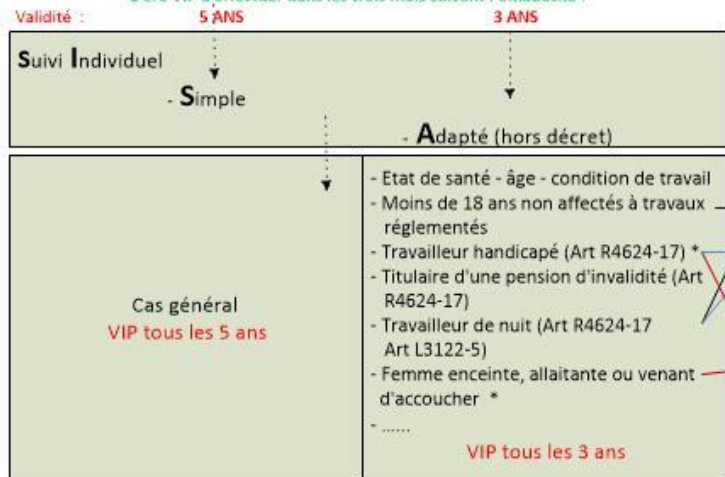 Validité : 5 ANS 3 ANS
Suivi Individuel
- Simple
- Adapté (hors décret)
Cas général
VIP tous les 5 ans
- Etat de santé - âge - condition de travail
- Moins de 18 ans non affectés à travaux
réglementés
- Travailleur handicapé (Art R4624-17) *
- Titulaire d'une pension d'invalidité (Art
R4624-17)
- Travailleur de nuit (Art R4624-17
Art L3122-5)
- Femme enceinte, allaitante ou venant
d'accoucher *
- ......
VIP tous les 3 ans